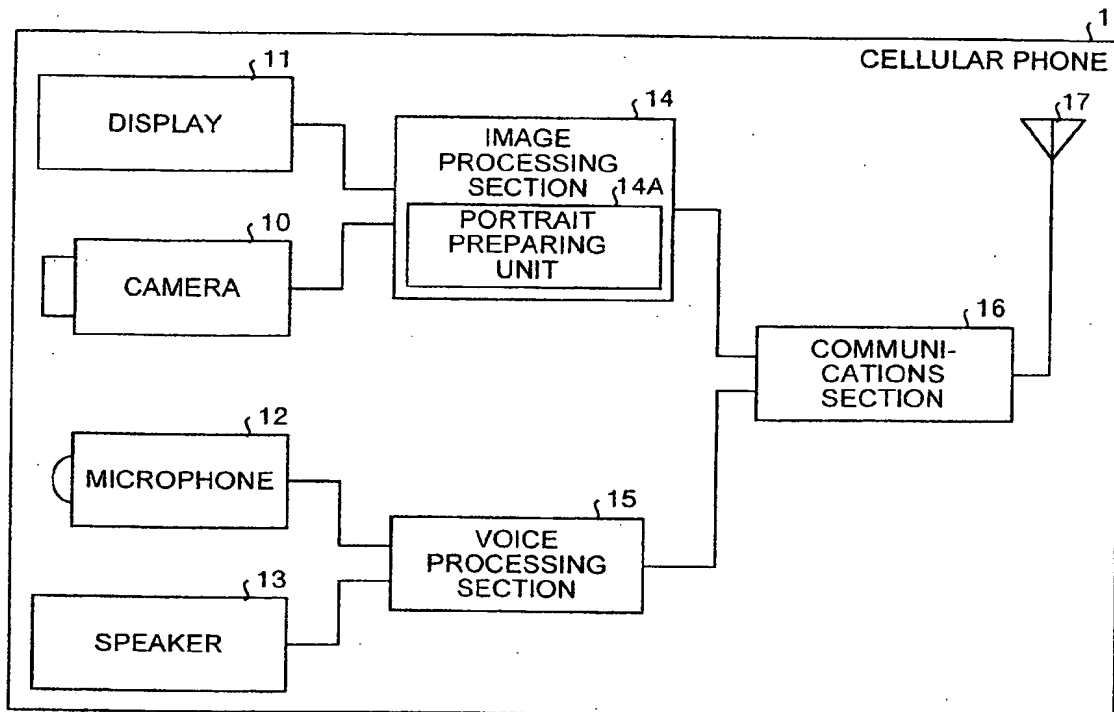 1
CELLULAR PHONE
11
DISPLAY
14
IMAGE
PROCESSING
SECTION
14A
PORTRAIT
PREPARING
UNIT
17
10
CAMERA
16
COMMUNI-
CATIONS
SECTION
12
MICROPHONE
15
VOICE
PROCESSING
SECTION
13
SPEAKER